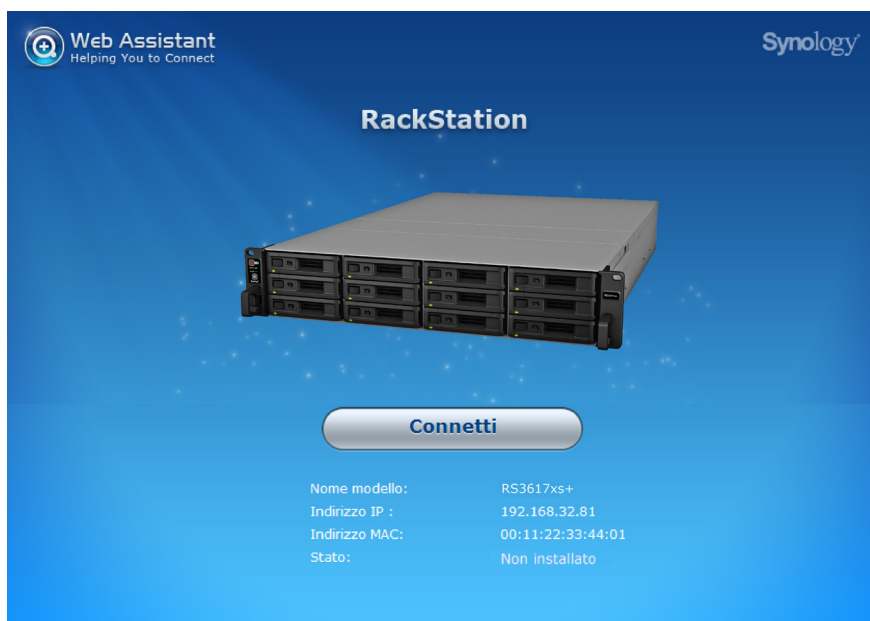 Web Assistant
Helping You to Connect
Synology
RackStation
Connetti
Nome modello: RS3617xs+
Indirizzo IP : 192.168.32.81
Indirizzo MAC: 00:11:22:33:44:01
Stato: Non installato